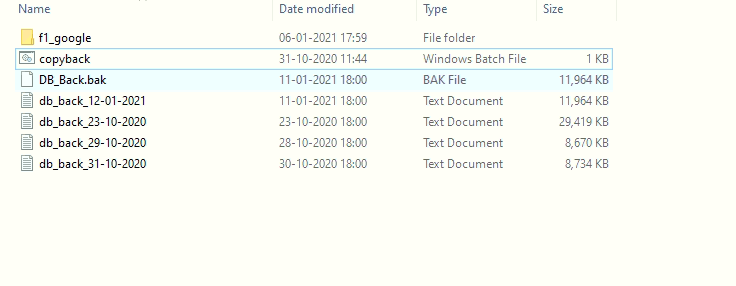 Name Date modified Type Size
f1_google 06-01-2021 17:59 File folder
copyback 31-10-2020 11:44 Windows Batch File 1 KB
DB_Back.bak 11-01-2021 18:00 BAK File 11,964 KB
db_back_12-01-2021 11-01-2021 18:00 Text Document 11,964 KB
db_back_23-10-2020 23-10-2020 18:00 Text Document 29,419 KB
db_back_29-10-2020 28-10-2020 18:00 Text Document 8,670 KB
db_back_31-10-2020 30-10-2020 18:00 Text Document 8,734 KB